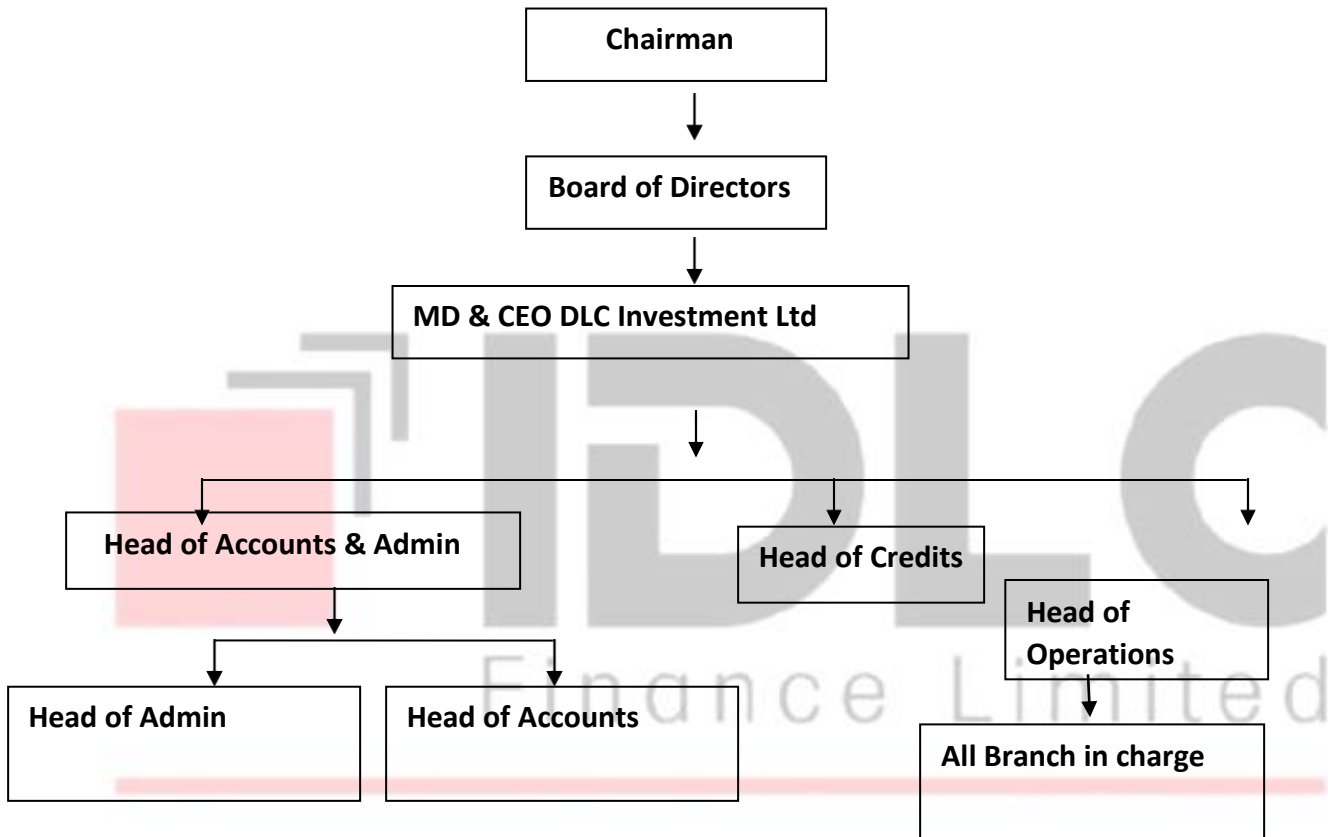 Chairman
Board of Directors
MD & CEO DLC Investment Ltd
IDLC
Head of Accounts & Admin
Head of Credits
Head of
Operations
Finance Limited
Head of Admin
Head of Accounts
All Branch in charge